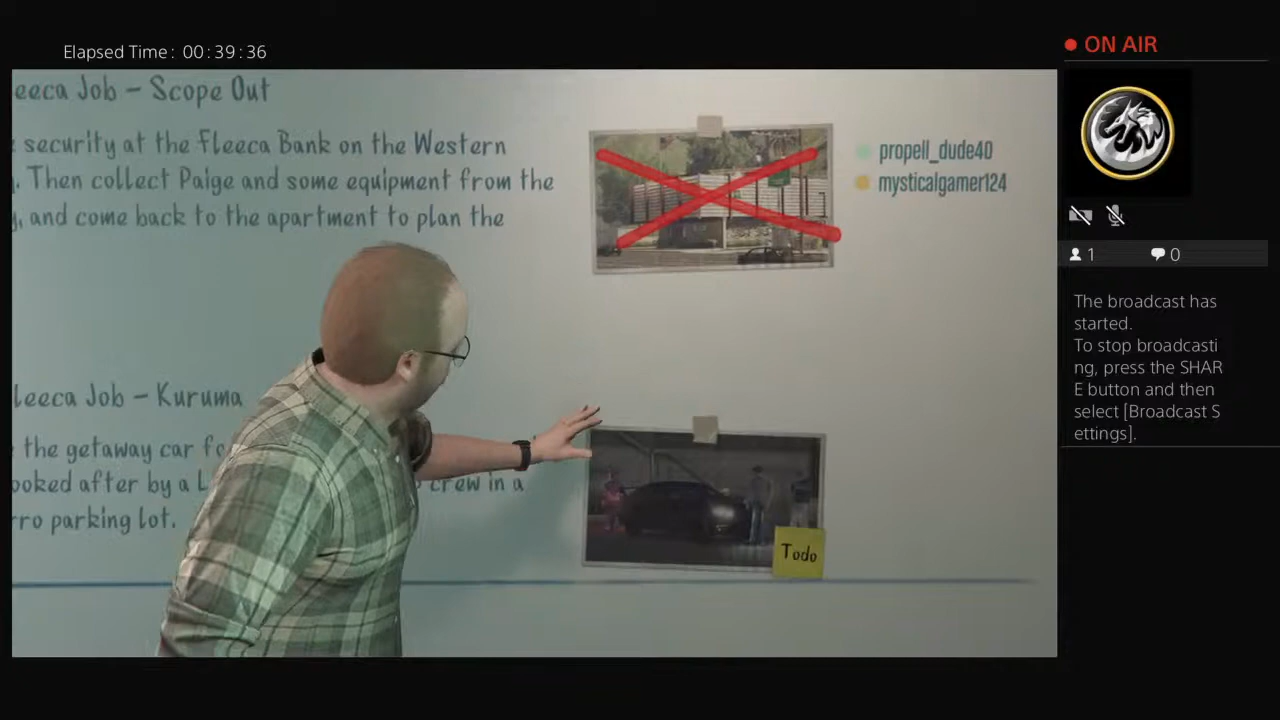 Elapsed Time: 00:39:36
ON AIR
eeca Job – Scope Out
security at the Fleeca Bank on the Western
. Then collect Paige and some equipment from the
, and come back to the apartment to plan the
propell_dude40
mysticalgamer124
1
0
The broadcast has
started.
To stop broadcasti
ng, press the SHAR
E button and then
select [Broadcast S
ettings].
leeca Job – Kuruma
the getaway car fo
ooked after by a L crew in a
rro parking lot.
Todo